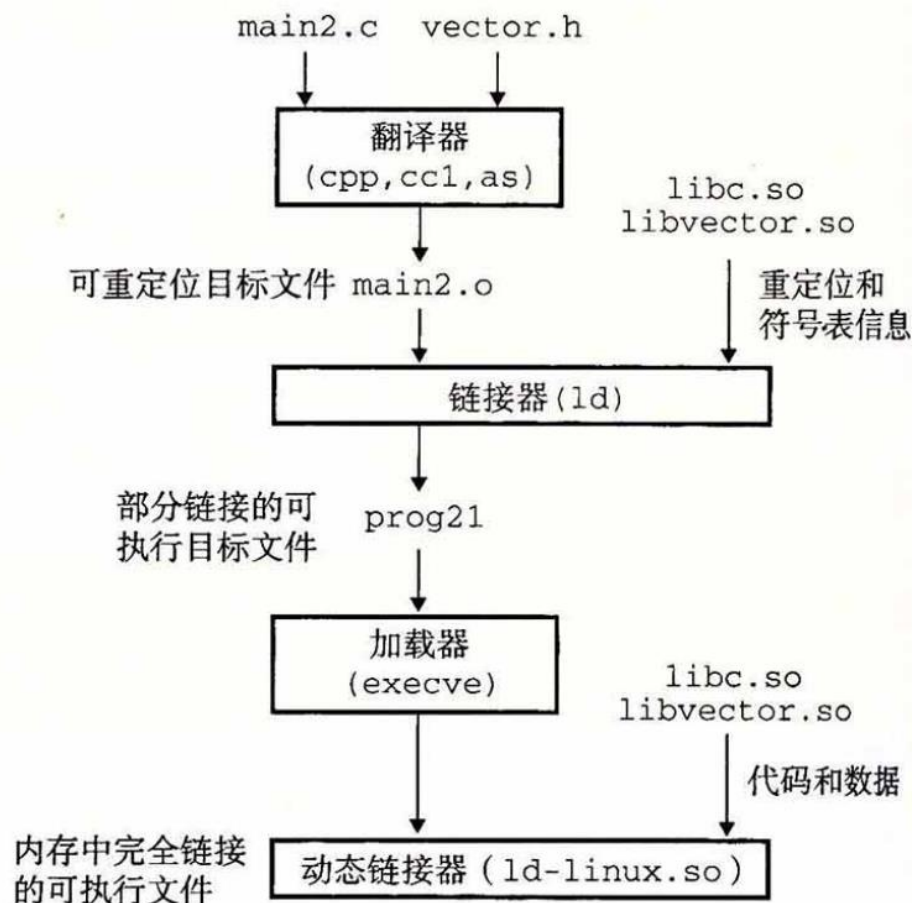 main2.c vector.h
翻译器
(cpp,cc1,as)
libc.so
libvector.so
可重定位目标文件 main2.o
重定位和
符号表信息
链接器(ld)
部分链接的可
执行目标文件
prog21
加载器
(execve)
libc.so
libvector.so
代码和数据
内存中完全链接
的可执行文件
动态链接器(ld-linux.so)